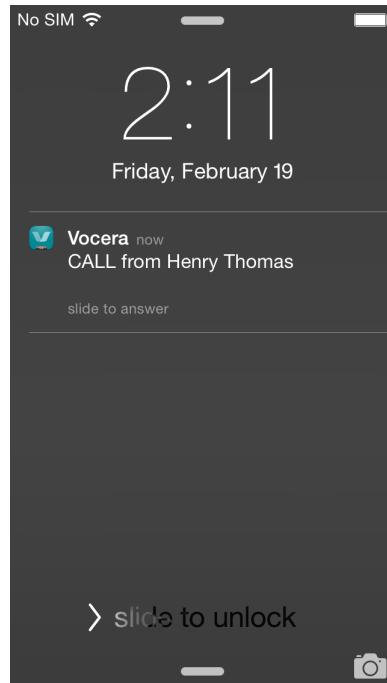 No SIM
2:11
Friday, February 19
Vocera now
CALL from Henry Thomas
slide to answer
slide to unlock